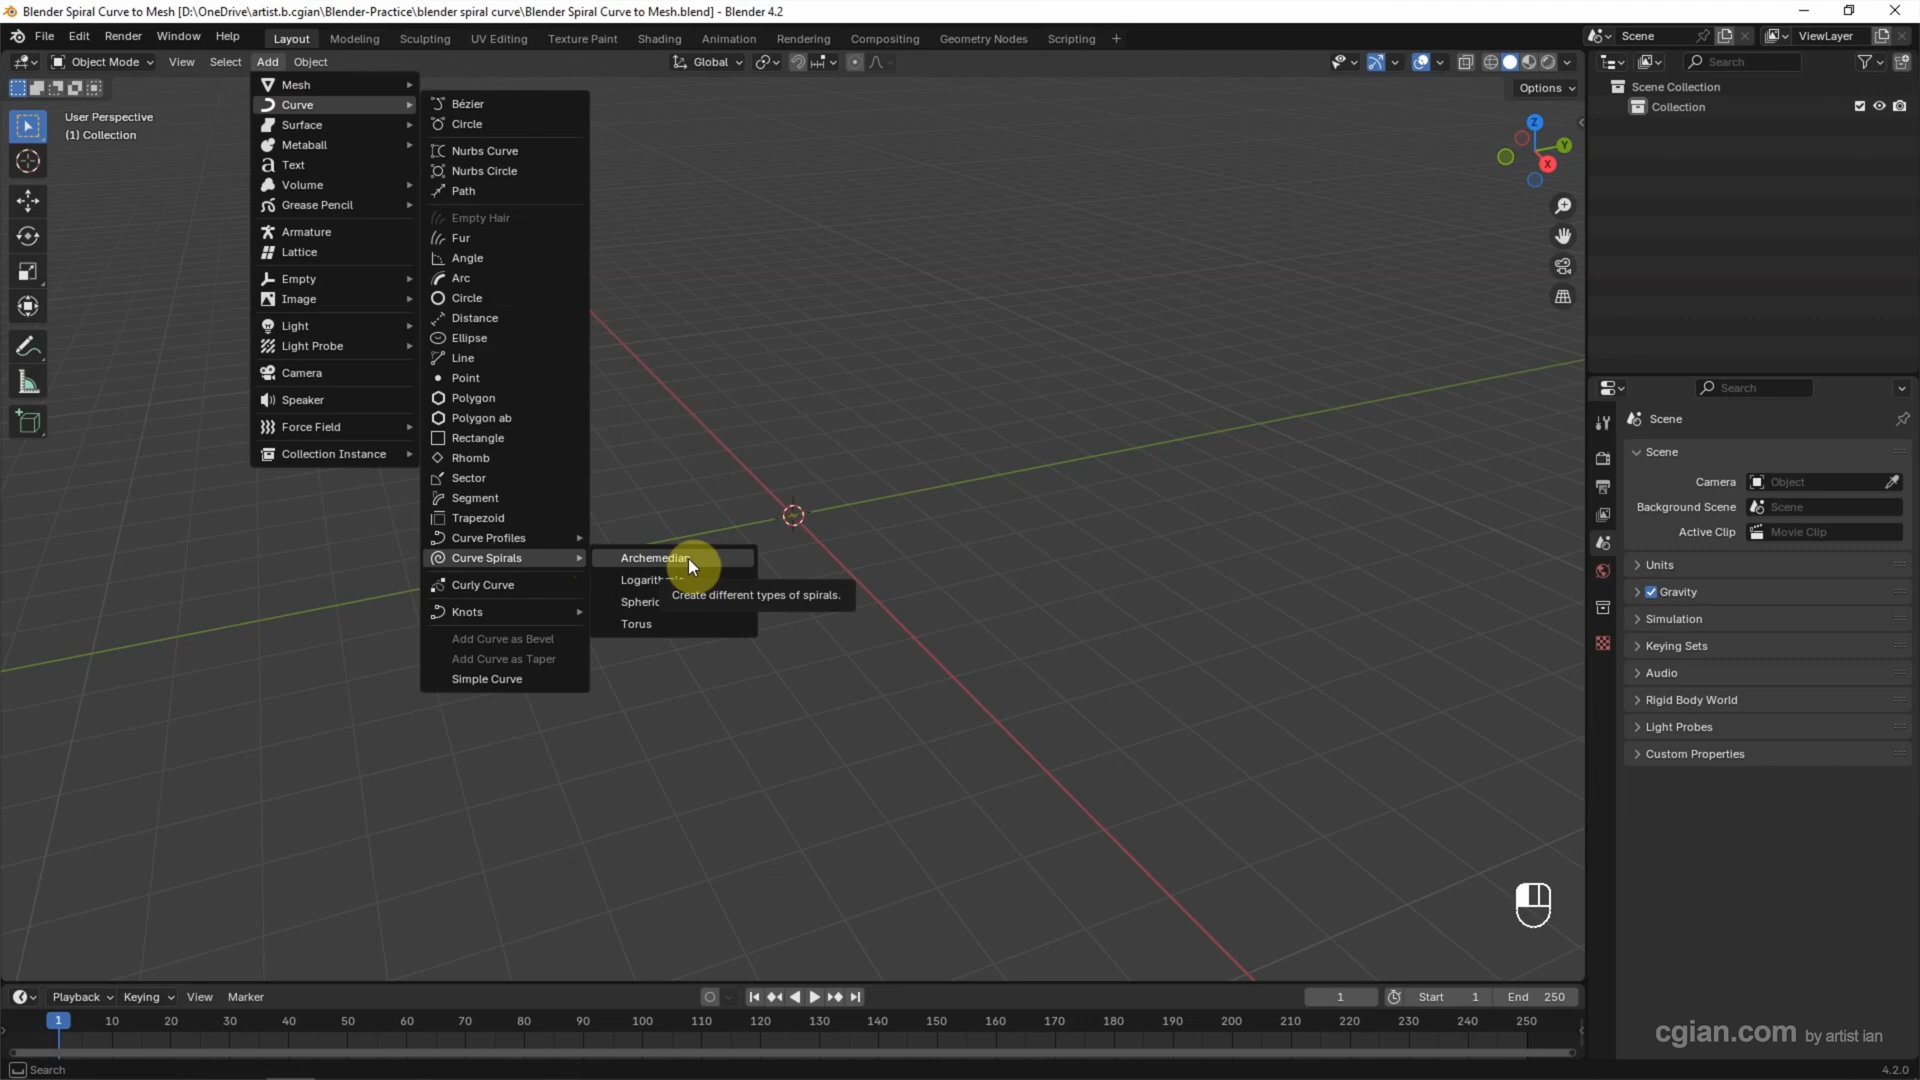 Blender Spiral Curve to Mesh [D:\OneDrive\artist.b.cgian\Blender-Practice\blender spiral curve\Blender Spiral Curve to Mesh.blend] - Blender 4.2
File Edit Render Window Help Layout Modeling Sculpting UV Editing Texture Paint Shading Animation Rendering Compositing Geometry Nodes Scripting + Scene ViewLayer
Object Mode View Select Add Object Global Search
Options
User Perspective
(1) Collection
Mesh
Curve
Surface
Metaball
Text
Volume
Grease Pencil
Armature
Lattice
Empty
Image
Light
Light Probe
Camera
Speaker
Force Field
Collection Instance
Bézier
Circle
Nurbs Curve
Nurbs Circle
Path
Empty Hair
Fur
Angle
Arc
Circle
Distance
Ellipse
Line
Point
Polygon
Polygon ab
Rectangle
Rhomb
Sector
Segment
Trapezoid
Curve Profiles
Curve Spirals
Curly Curve
Knots
Add Curve as Bevel
Add Curve as Taper
Simple Curve
Archemedian
Torus
Create different types of spirals.
Z
Y
X
Scene Collection
Collection
Search
Scene
Scene
Camera Object
Background Scene Scene
Active Clip Movie Clip
Units
Gravity
Simulation
Keying Sets
Audio
Rigid Body World
Light Probes
Custom Properties
Playback Keying View Marker 1 Start 1 End 250
1 10 20 30 40 50 60 70 80 90 100 110 120 130 140 150 160 170 180 190 200 210 220 230 240 250
cgian.com by artist ian
Search 4.2.0